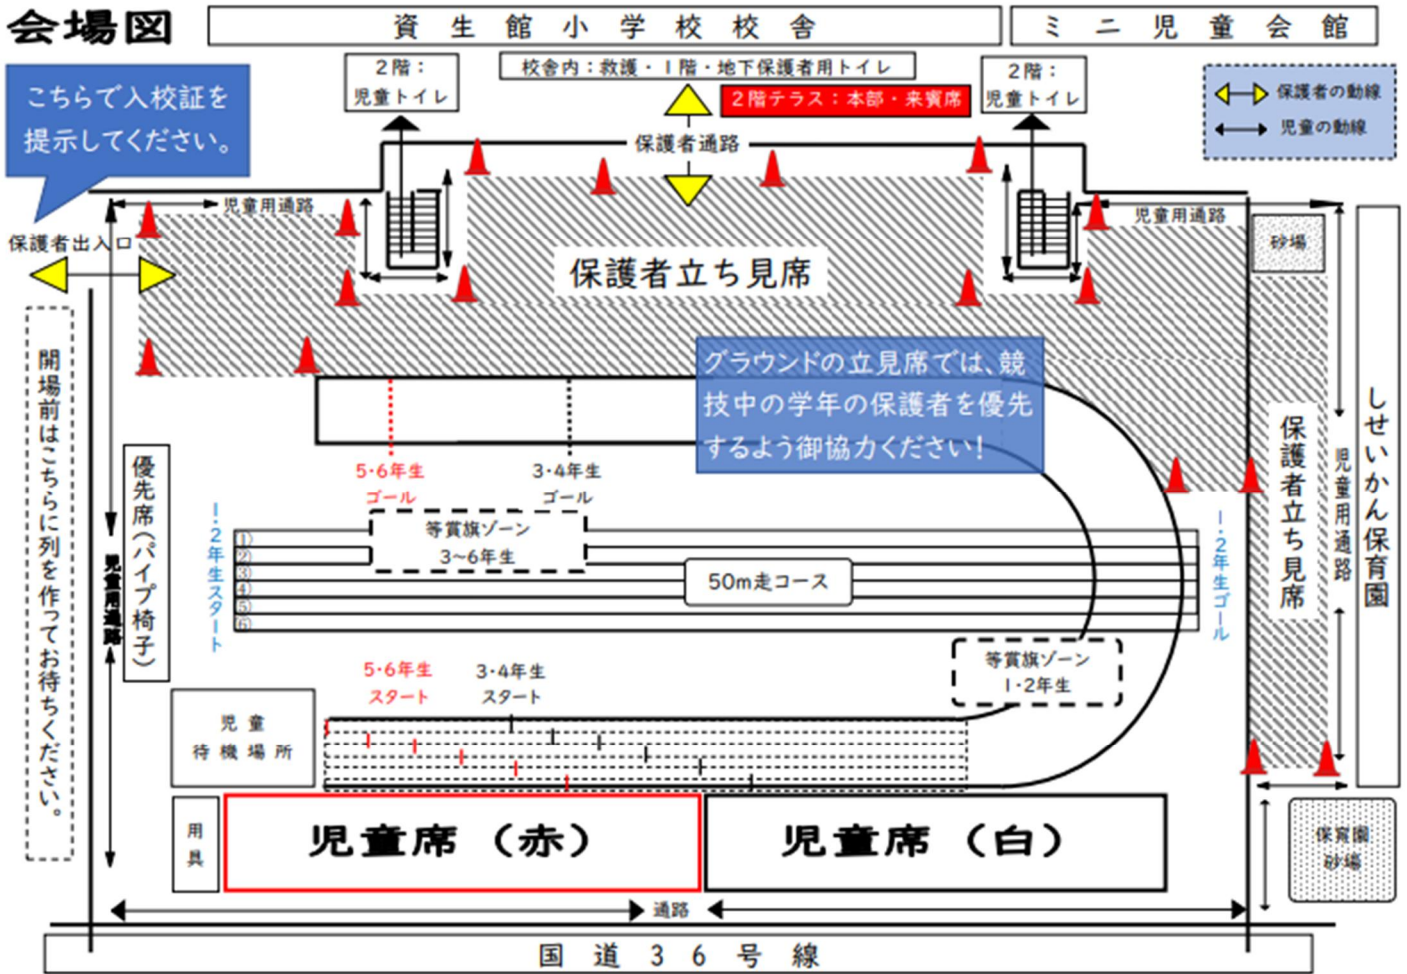 会場図
資生館小学校校舎
ミニ児童会館
2階：
児童トイレ
校舎内：救護・1階・地下保護者用トイレ
2階：
児童トイレ
2階テラス：本部・来賓席
保護者の動線
児童の動線
こちらで入校証を
提示してください。
保護者通路
児童用通路
児童用通路
保護者出入口
砂場
保護者立ち見席
グラウンドの立見席では、競
技中の学年の保護者を優先
するよう御協力ください！
開場前はこちらに列を作ってお待ちください。
児童用通路
優先席（パイプ椅子）
5・6年生
ゴール
3・4年生
ゴール
1・2年生スタート
等賞旗ゾーン
3~6年生
①
②
③
④
⑤
⑥
50m走コース
1・2年生ゴール
保護者立ち見席
児童用通路
しせいかん保育園
5・6年生
スタート
3・4年生
スタート
等賞旗ゾーン
1・2年生
児童
待機場所
用具
児童席（赤）
児童席（白）
保育園
砂場
通路
国道36号線